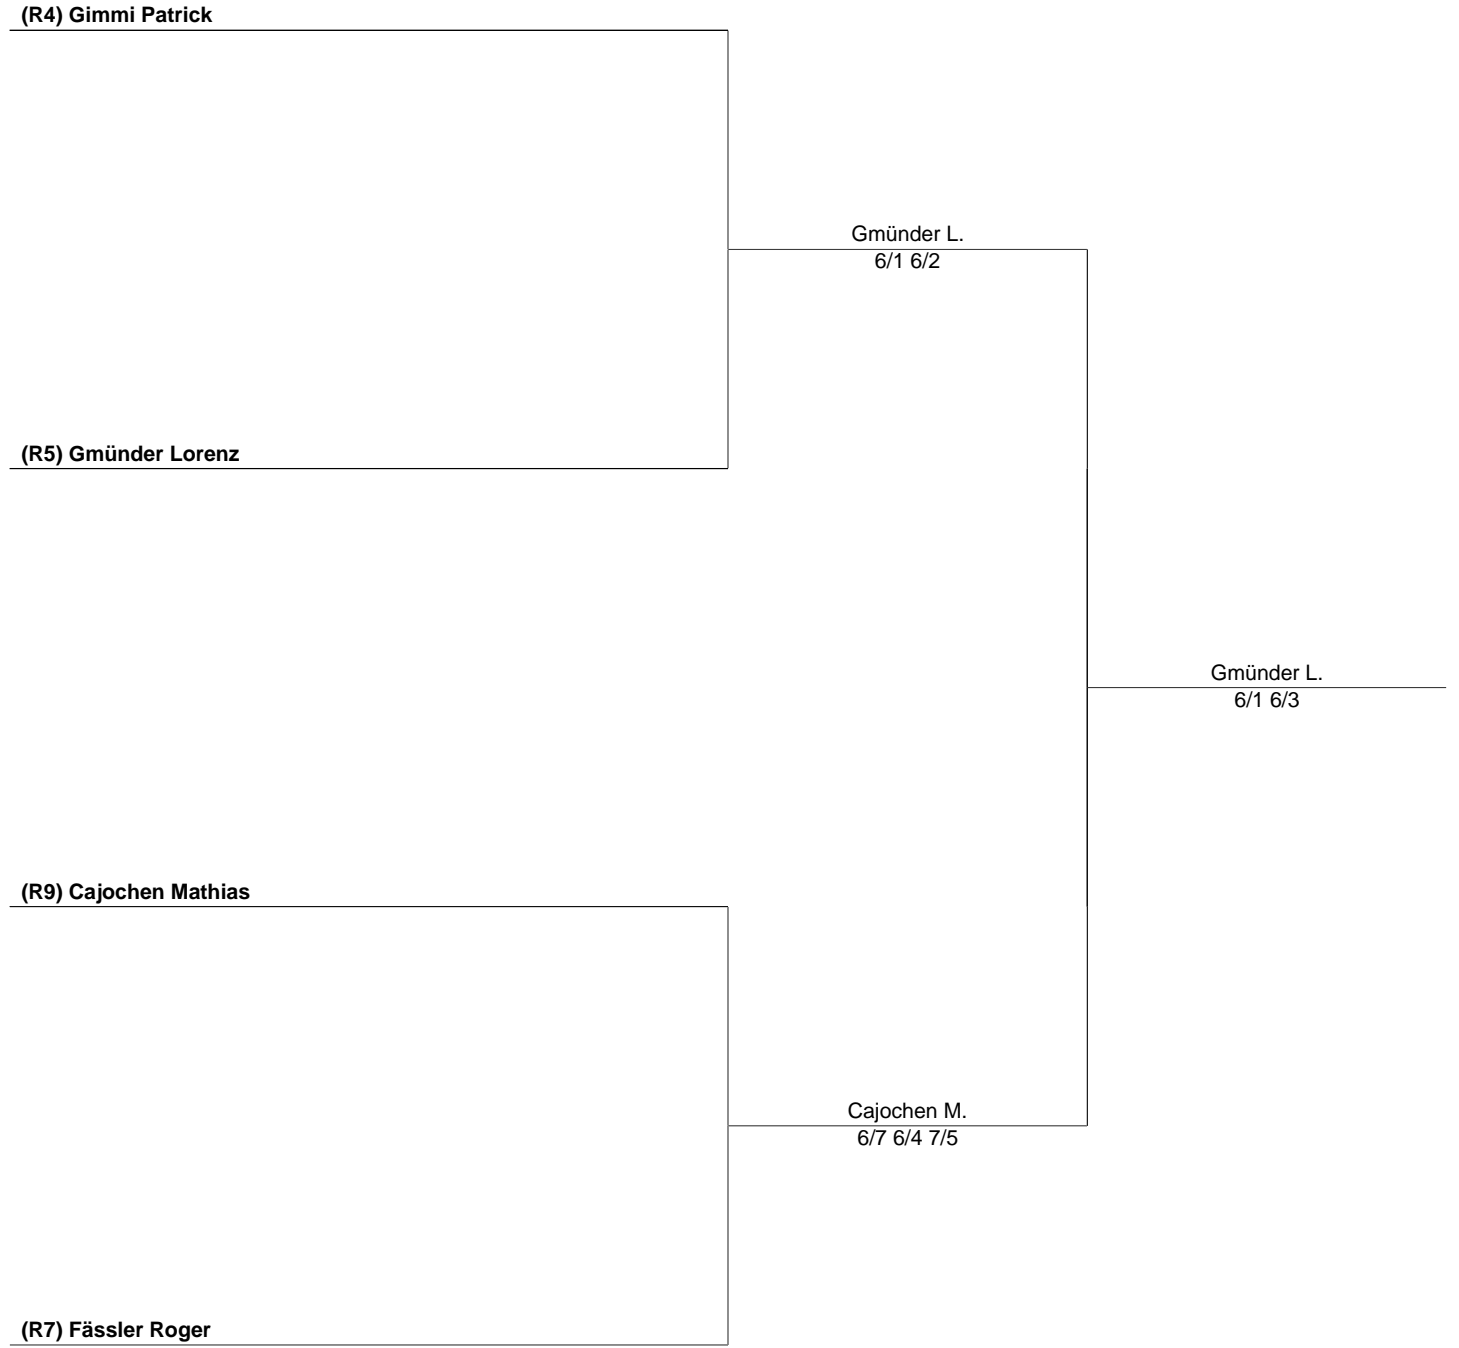 (R4) Gimmi Patrick
Gmünder L.
6/1 6/2
(R5) Gmünder Lorenz
Gmünder L.
6/1 6/3
(R9) Cajochen Mathias
Cajochen M.
6/7 6/4 7/5
(R7) Fässler Roger